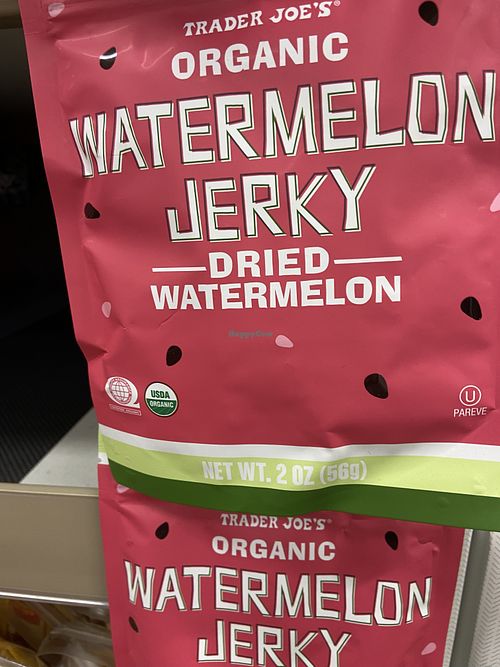 TRADER JOE'S®
ORGANIC
WATERMELON
JERKY
DRIED
WATERMELON
HappyCow
USDA
ORGANIC
U
PAREVE
NET WT. 2 OZ (56g)
TRADER JOE'S®
ORGANIC
WATERMELON
JERKY